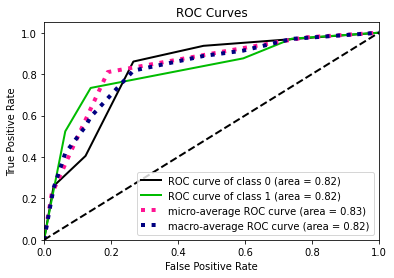 ROC Curves
True Positive Rate
1.0
0.8
0.6
0.4
0.2
0.0
ROC curve of class 0 (area = 0.82)
ROC curve of class 1 (area = 0.82)
micro-average ROC curve (area = 0.83)
macro-average ROC curve (area = 0.82)
0.0 0.2 0.4 0.6 0.8 1.0
False Positive Rate